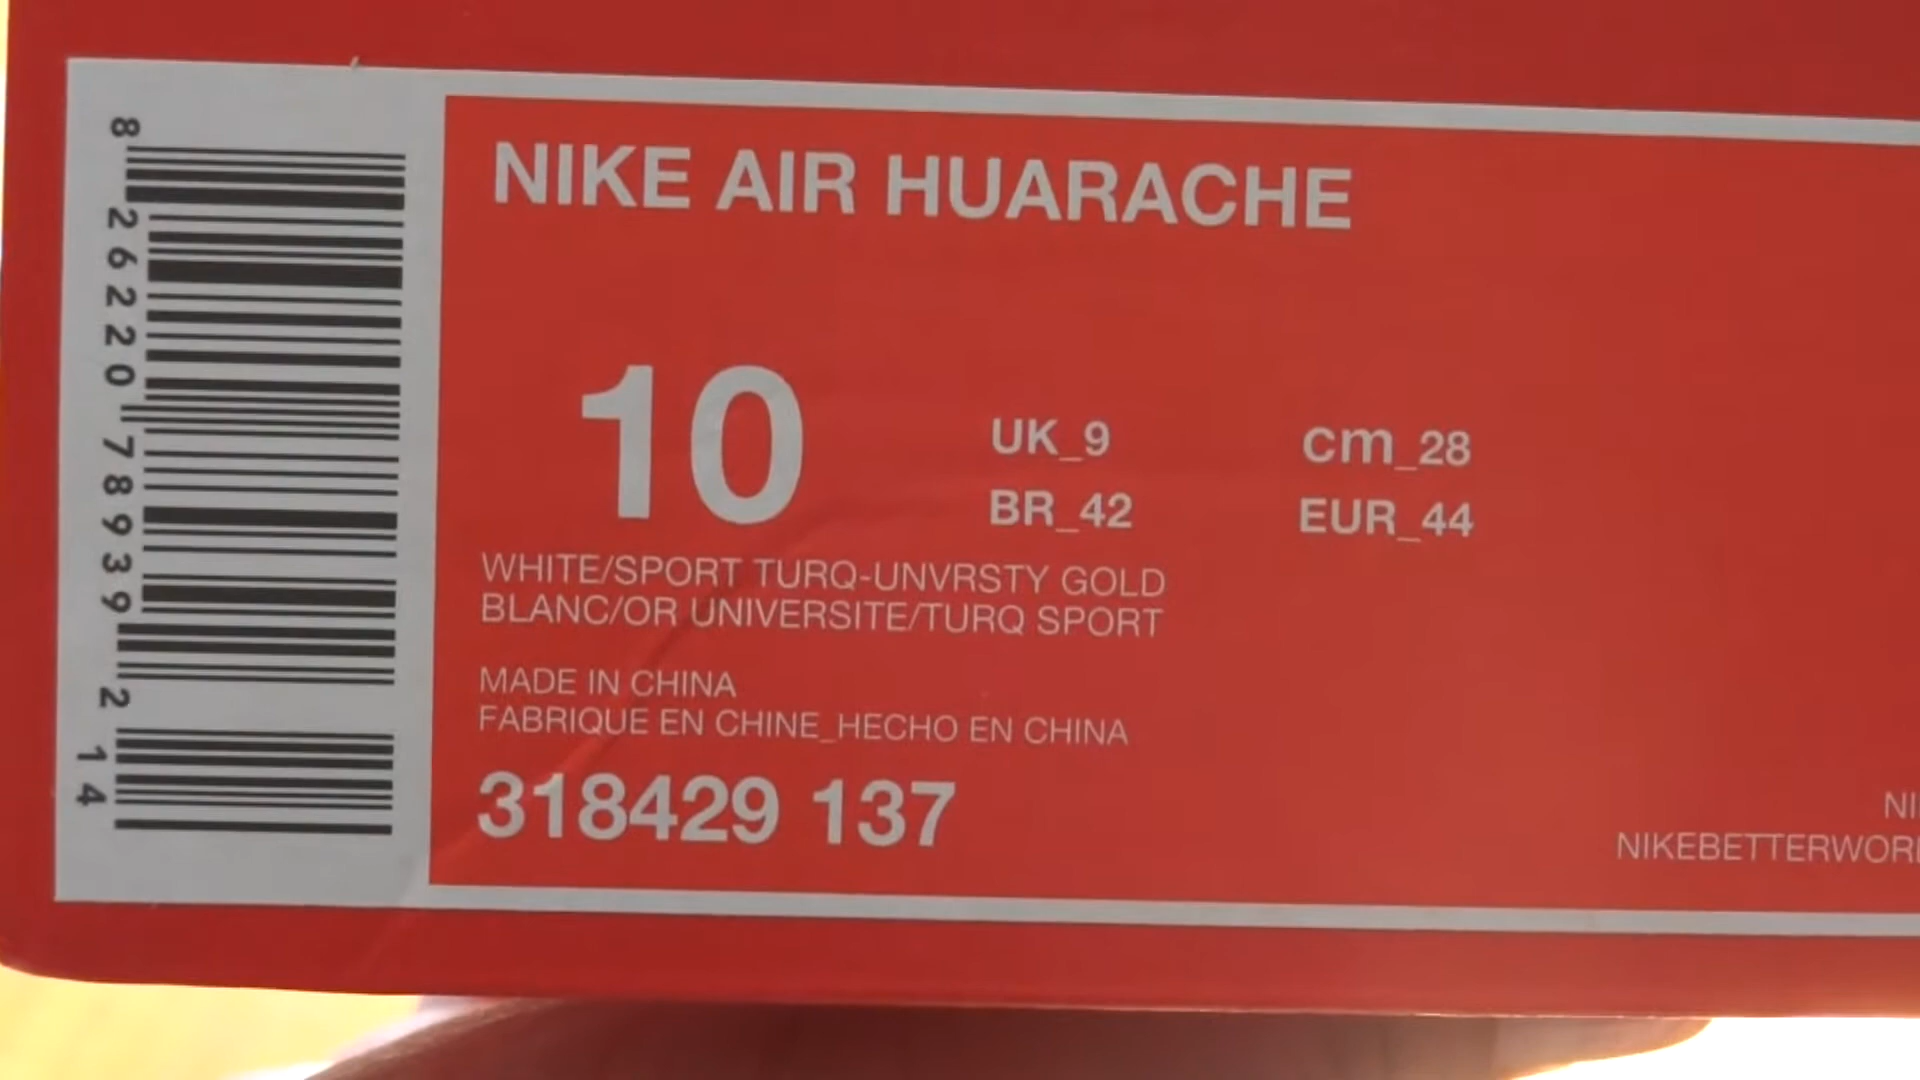 8 26220 78939 2 14
NIKE AIR HUARACHE
10
UK_9 cm_28
BR_42 EUR_44
WHITE/SPORT TURQ-UNVRSTY GOLD
BLANC/OR UNIVERSITE/TURQ SPORT
MADE IN CHINA
FABRIQUE EN CHINE_HECHO EN CHINA
318429 137